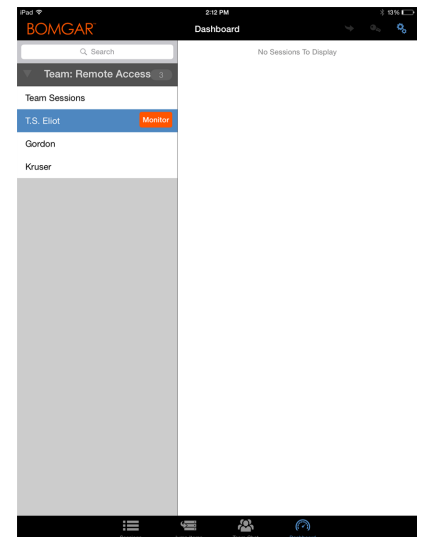 iPad 2:12 PM 13%
BOMGAR Dashboard
Search No Sessions To Display
Team: Remote Access 3
Team Sessions
T.S. Eliot Monitor
Gordon
Kruser